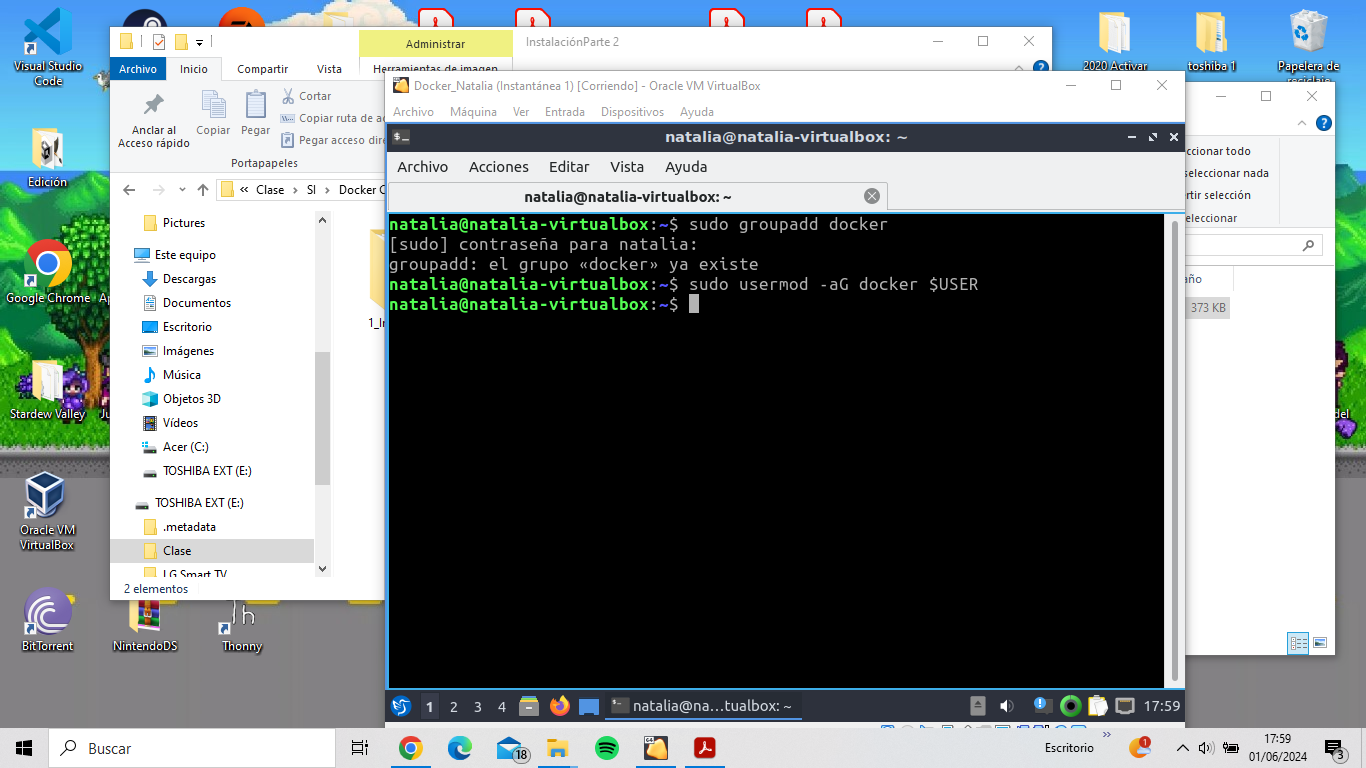 Visual Studio
Code
2020 Activar
toshiba 1
Papelera de
reciclaje
Edición
Google Chrome
Stardew Valley
Oracle VM
VirtualBox
BitTorrent
NintendoDS
Thonny
Administrar
InstalaciónParte 2
Archivo
Inicio
Compartir
Vista
Herramientas de imagen
Anclar al
Acceso rápido
Copiar
Pegar
Cortar
Copiar ruta de
Pegar acceso
Portapapeles
« Clase > SI > Docker
Pictures
Este equipo
Descargas
Documentos
Escritorio
Imágenes
Música
Objetos 3D
Vídeos
Acer (C:)
TOSHIBA EXT (E:)
TOSHIBA EXT (E:)
.metadata
Clase
LG Smart TV
2 elementos
Docker_Natalia (Instantánea 1) [Corriendo] - Oracle VM VirtualBox
Archivo Máquina Ver Entrada Dispositivos Ayuda
natalia@natalia-virtualbox: ~
Archivo Acciones Editar Vista Ayuda
natalia@natalia-virtualbox: ~
natalia@natalia-virtualbox:~$ sudo groupadd docker
[sudo] contraseña para natalia:
groupadd: el grupo «docker» ya existe
natalia@natalia-virtualbox:~$ sudo usermod -aG docker $USER
natalia@natalia-virtualbox:~$
1 2 3 4 natalia@na…tualbox: ~ 17:59
ccionar todo
seleccionar nada
rtir selección
eleccionar
ño
373 KB
del
Buscar
18
Escritorio
»
1
17:59
01/06/2024
3